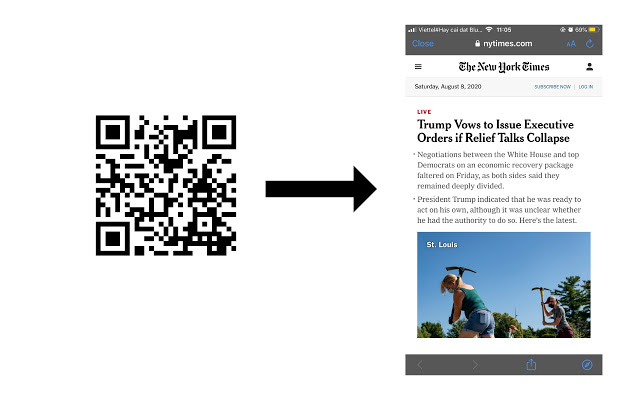 Viettel#Hay cai dat Blu... 11:05 69%
Close nytimes.com AA
The New York Times
Saturday, August 8, 2020 SUBSCRIBE NOW | LOG IN
LIVE
Trump Vows to Issue Executive
Orders if Relief Talks Collapse
• Negotiations between the White House and top
Democrats on an economic recovery package
faltered on Friday, as both sides said they
remained deeply divided.
• President Trump indicated that he was ready to
act on his own, although it was unclear whether
he had the authority to do so. Here's the latest.
St. Louis